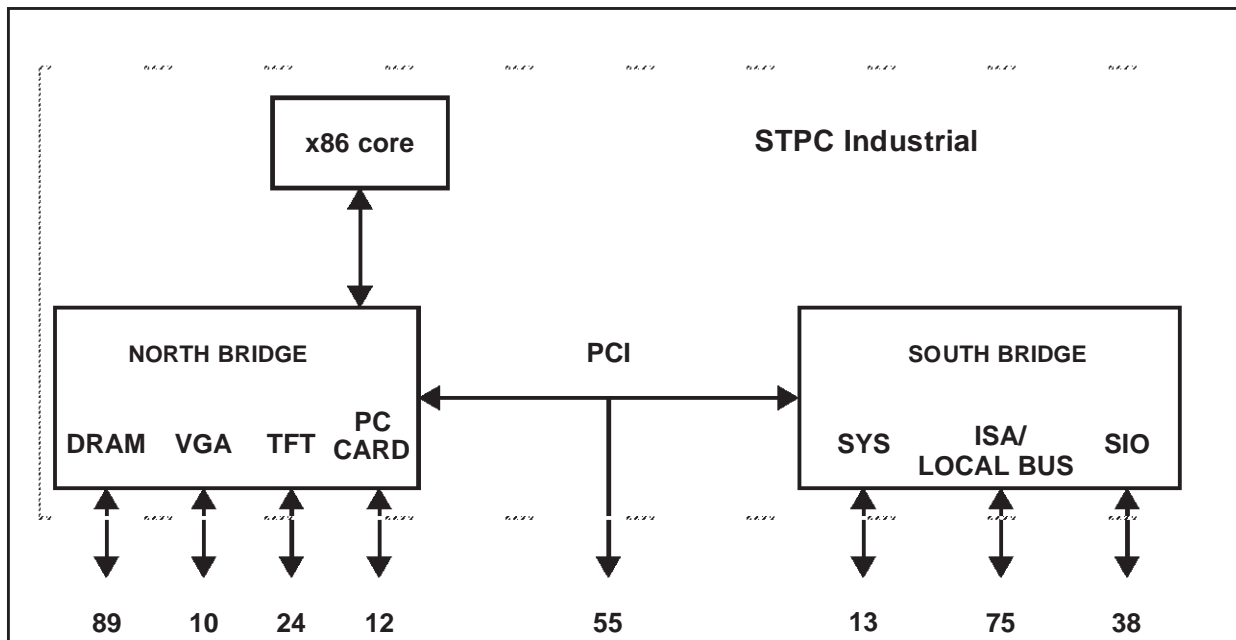 x86 core
STPC Industrial
NORTH BRIDGE
PCI
SOUTH BRIDGE
DRAM
VGA
TFT
PC
CARD
SYS
ISA/
LOCAL BUS
SIO
89
10
24
12
55
13
75
38